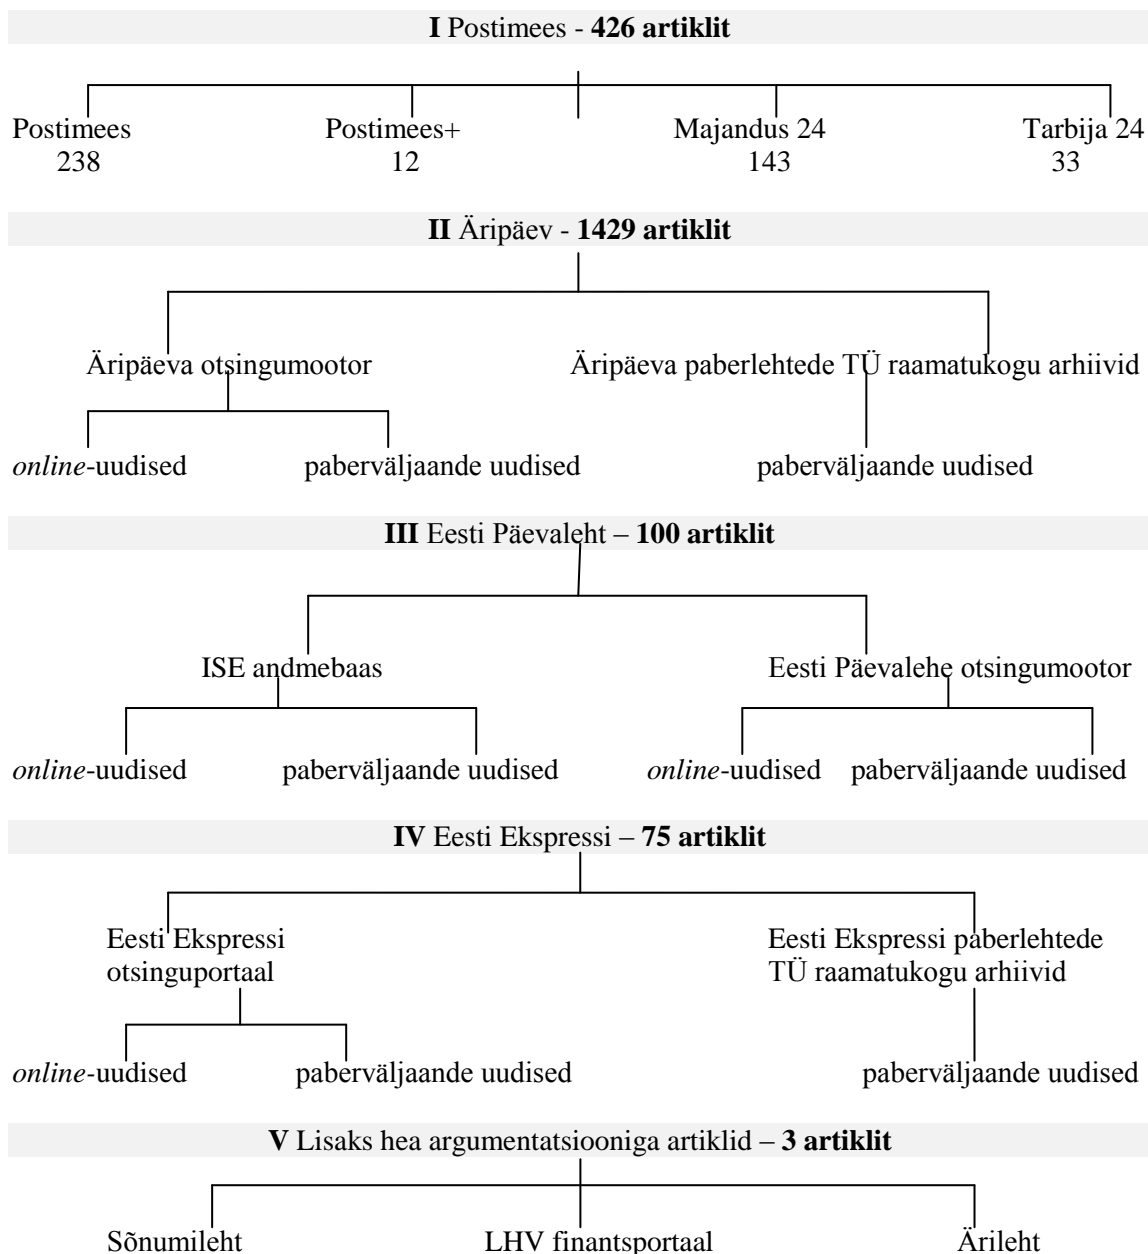 I Postimees - 426 artiklit
Postimees Postimees+ Majandus 24 Tarbija 24
238 12 143 33
II Äripäev - 1429 artiklit
Äripäeva otsingumootor Äripäeva paberlehtede TÜ raamatukogu arhiivid
online-uudised paberväljaande uudised paberväljaande uudised
III Eesti Päevaleht – 100 artiklit
ISE andmebaas Eesti Päevalehe otsingumootor
online-uudised paberväljaande uudised online-uudised paberväljaande uudised
IV Eesti Ekspressi – 75 artiklit
Eesti Ekspressi Eesti Ekspressi paberlehtede
otsinguportaal TÜ raamatukogu arhiivid
online-uudised paberväljaande uudised paberväljaande uudised
V Lisaks hea argumentatsiooniga artiklid – 3 artiklit
Sõnumileht LHV finantsportaal Ärileht